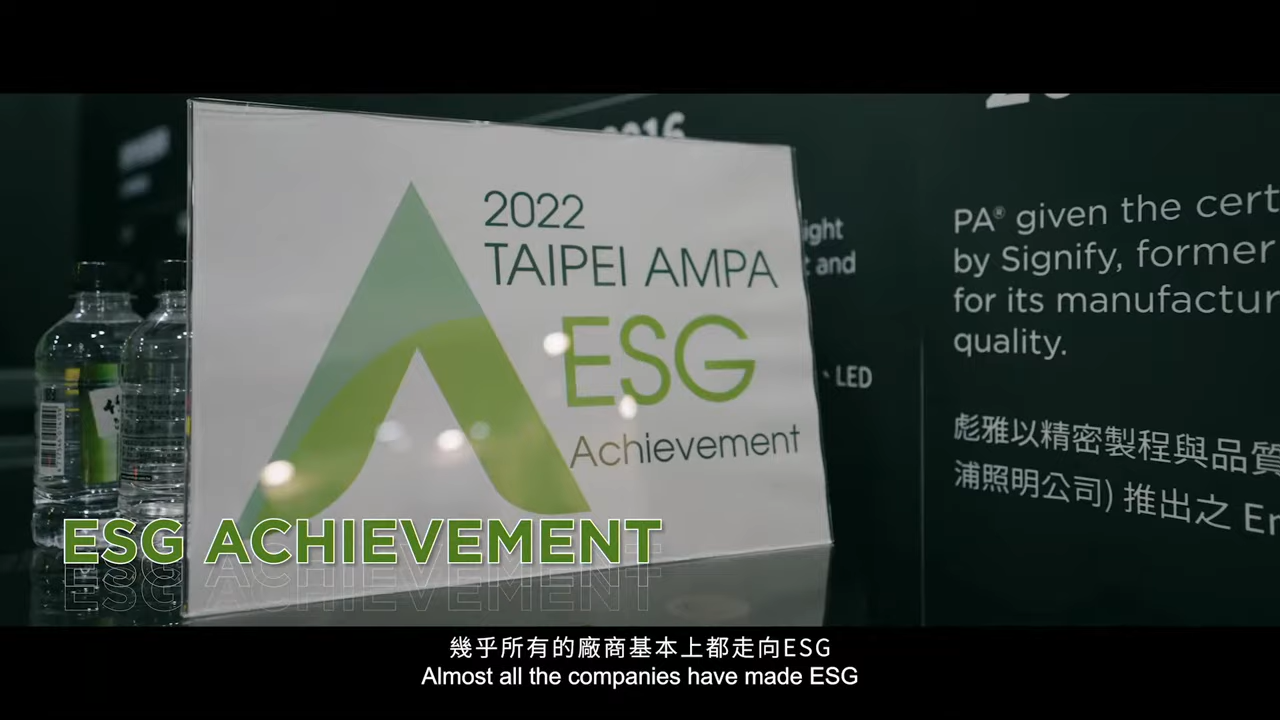 2016
2022
TAIPEI AMPA
ESG
Achievement
ight
and
LED
PA® given the cert
by Signify, former
for its manufactur
quality.
彪雅以精密製程與品質
浦照明公司) 推出之 En
ESG ACHIEVEMENT
幾乎所有的廠商基本上都走向ESG
Almost all the companies have made ESG